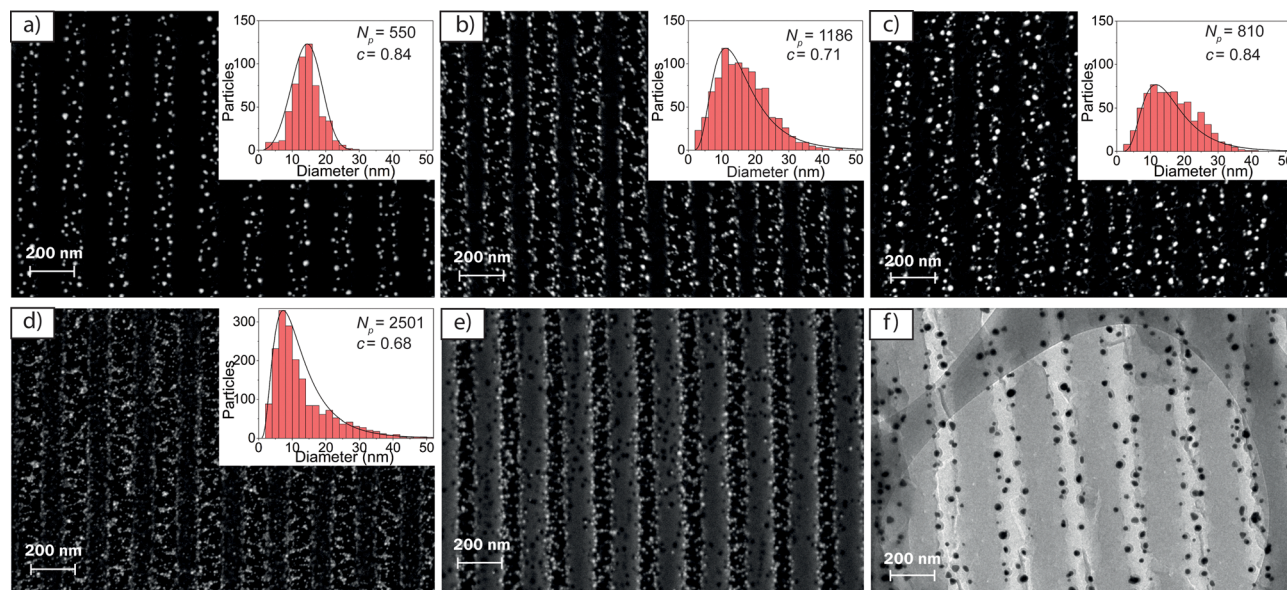 a)
150
100
50
0
Particles
N_p = 550
c = 0.84
0 10 20 30 40 50
Diameter (nm)
200 nm
b)
150
100
50
0
Particles
N_p = 1186
c = 0.71
0 10 20 30 40 50
Diameter (nm)
200 nm
c)
150
100
50
0
Particles
N_p = 810
c = 0.84
0 10 20 30 40 50
Diameter (nm)
200 nm
d)
300
200
100
0
Particles
N_p = 2501
c = 0.68
0 10 20 30 40 50
Diameter (nm)
200 nm
e)
200 nm
f)
200 nm